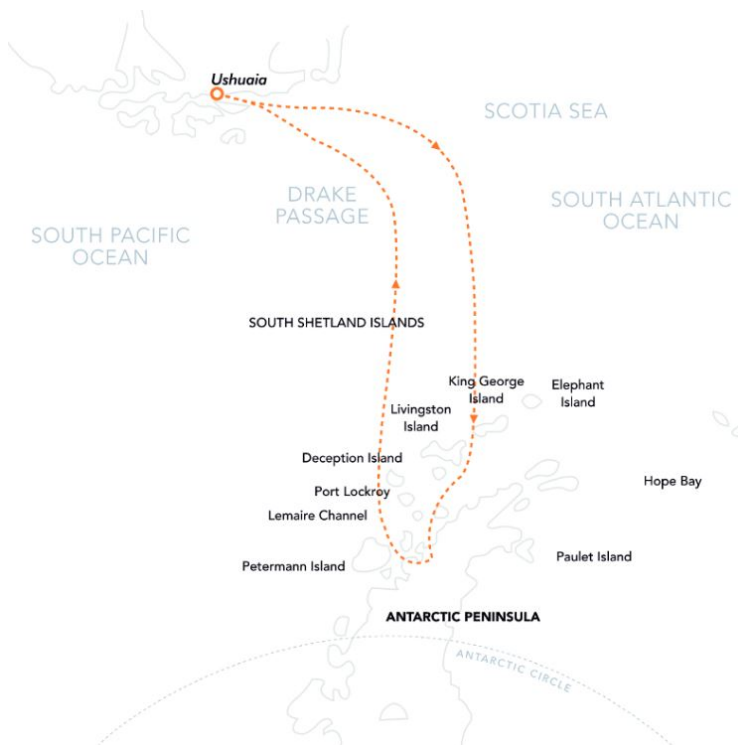 Ushuaia
SCOTIA SEA
DRAKE
PASSAGE
SOUTH ATLANTIC
OCEAN
SOUTH PACIFIC
OCEAN
SOUTH SHETLAND ISLANDS
King George
Island
Elephant
Island
Livingston
Island
Deception Island
Hope Bay
Port Lockroy
Lemaire Channel
Paulet Island
Petermann Island
ANTARCTIC PENINSULA
ANTARCTIC CIRCLE